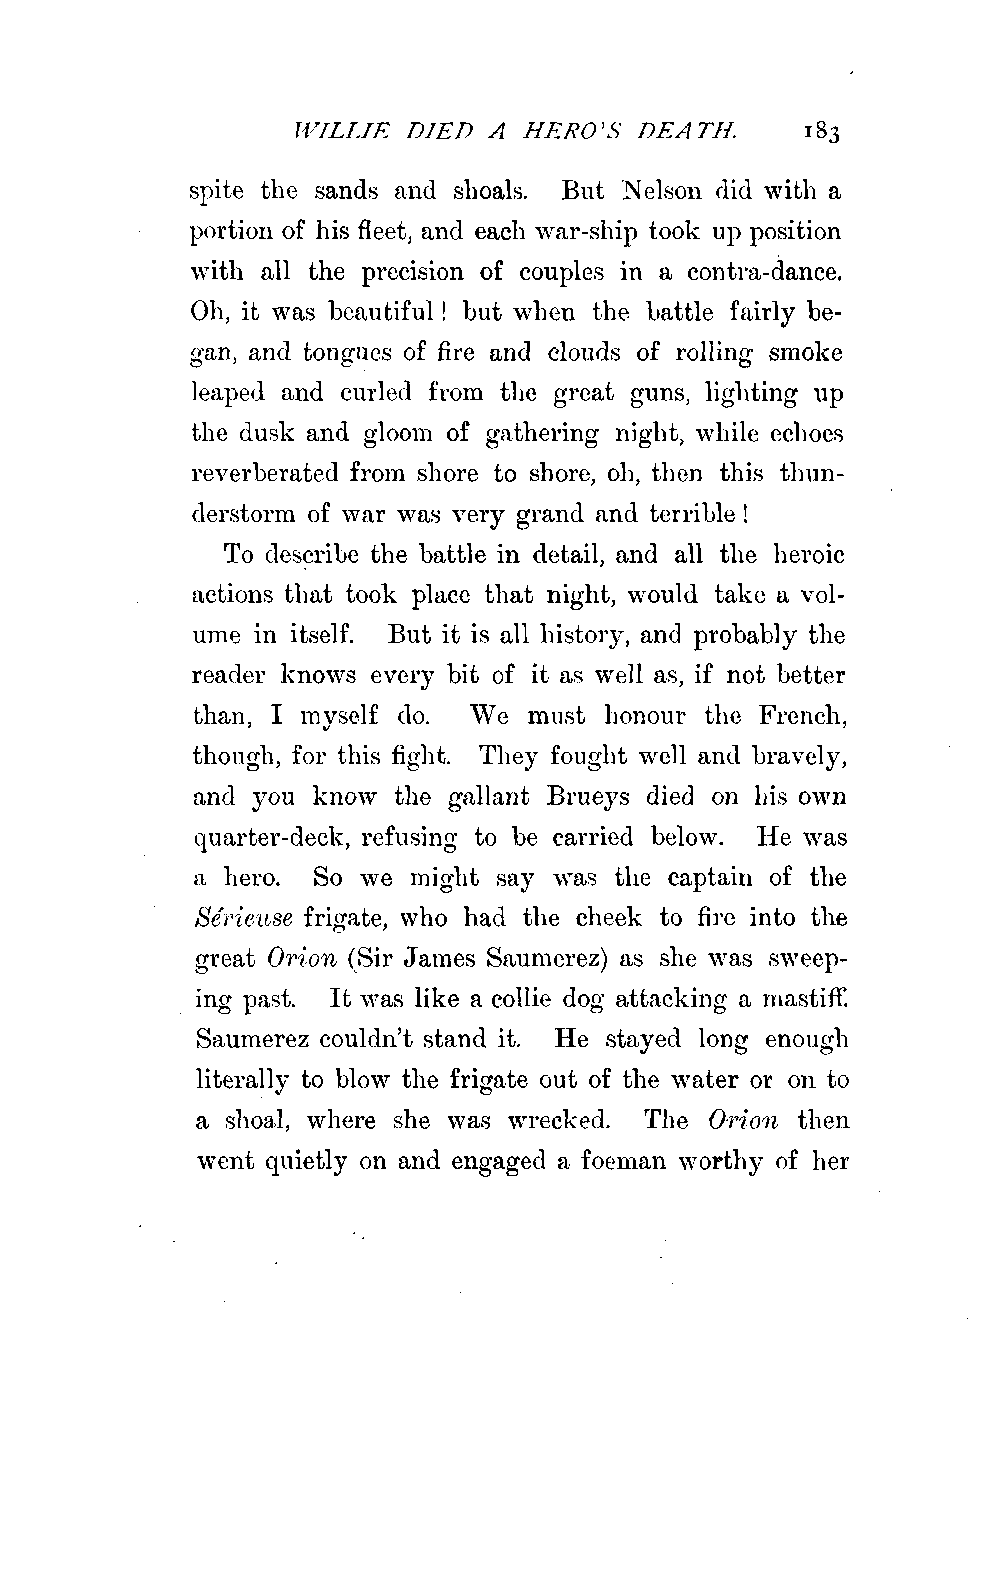 WILLIE DIED A HERO'S DEATH. 183
spite the sands and shoals. But Nelson did with a
portion of his fleet, and each war-ship took up position
with all the precision of couples in a contra-dance.
Oh, it was beautiful! but when the battle fairly be-
gan, and tongues of fire and clouds of rolling smoke
leaped and curled from the great guns, lighting up
the dusk and gloom of gathering night, while echoes
reverberated from shore to shore, oh, then this thun-
derstorm of war was very grand and terrible!
To describe the battle in detail, and all the heroic
actions that took place that night, would take a vol-
ume in itself. But it is all history, and probably the
reader knows every bit of it as well as, if not better
than, I myself do. We must honour the French,
though, for this fight. They fought well and bravely,
and you know the gallant Brueys died on his own
quarter-deck, refusing to be carried below. He was
a hero. So we might say was the captain of the
Sérieuse frigate, who had the cheek to fire into the
great Orion (Sir James Saumerez) as she was sweep-
ing past. It was like a collie dog attacking a mastiff.
Saumerez couldn't stand it. He stayed long enough
literally to blow the frigate out of the water or on to
a shoal, where she was wrecked. The Orion then
went quietly on and engaged a foeman worthy of her